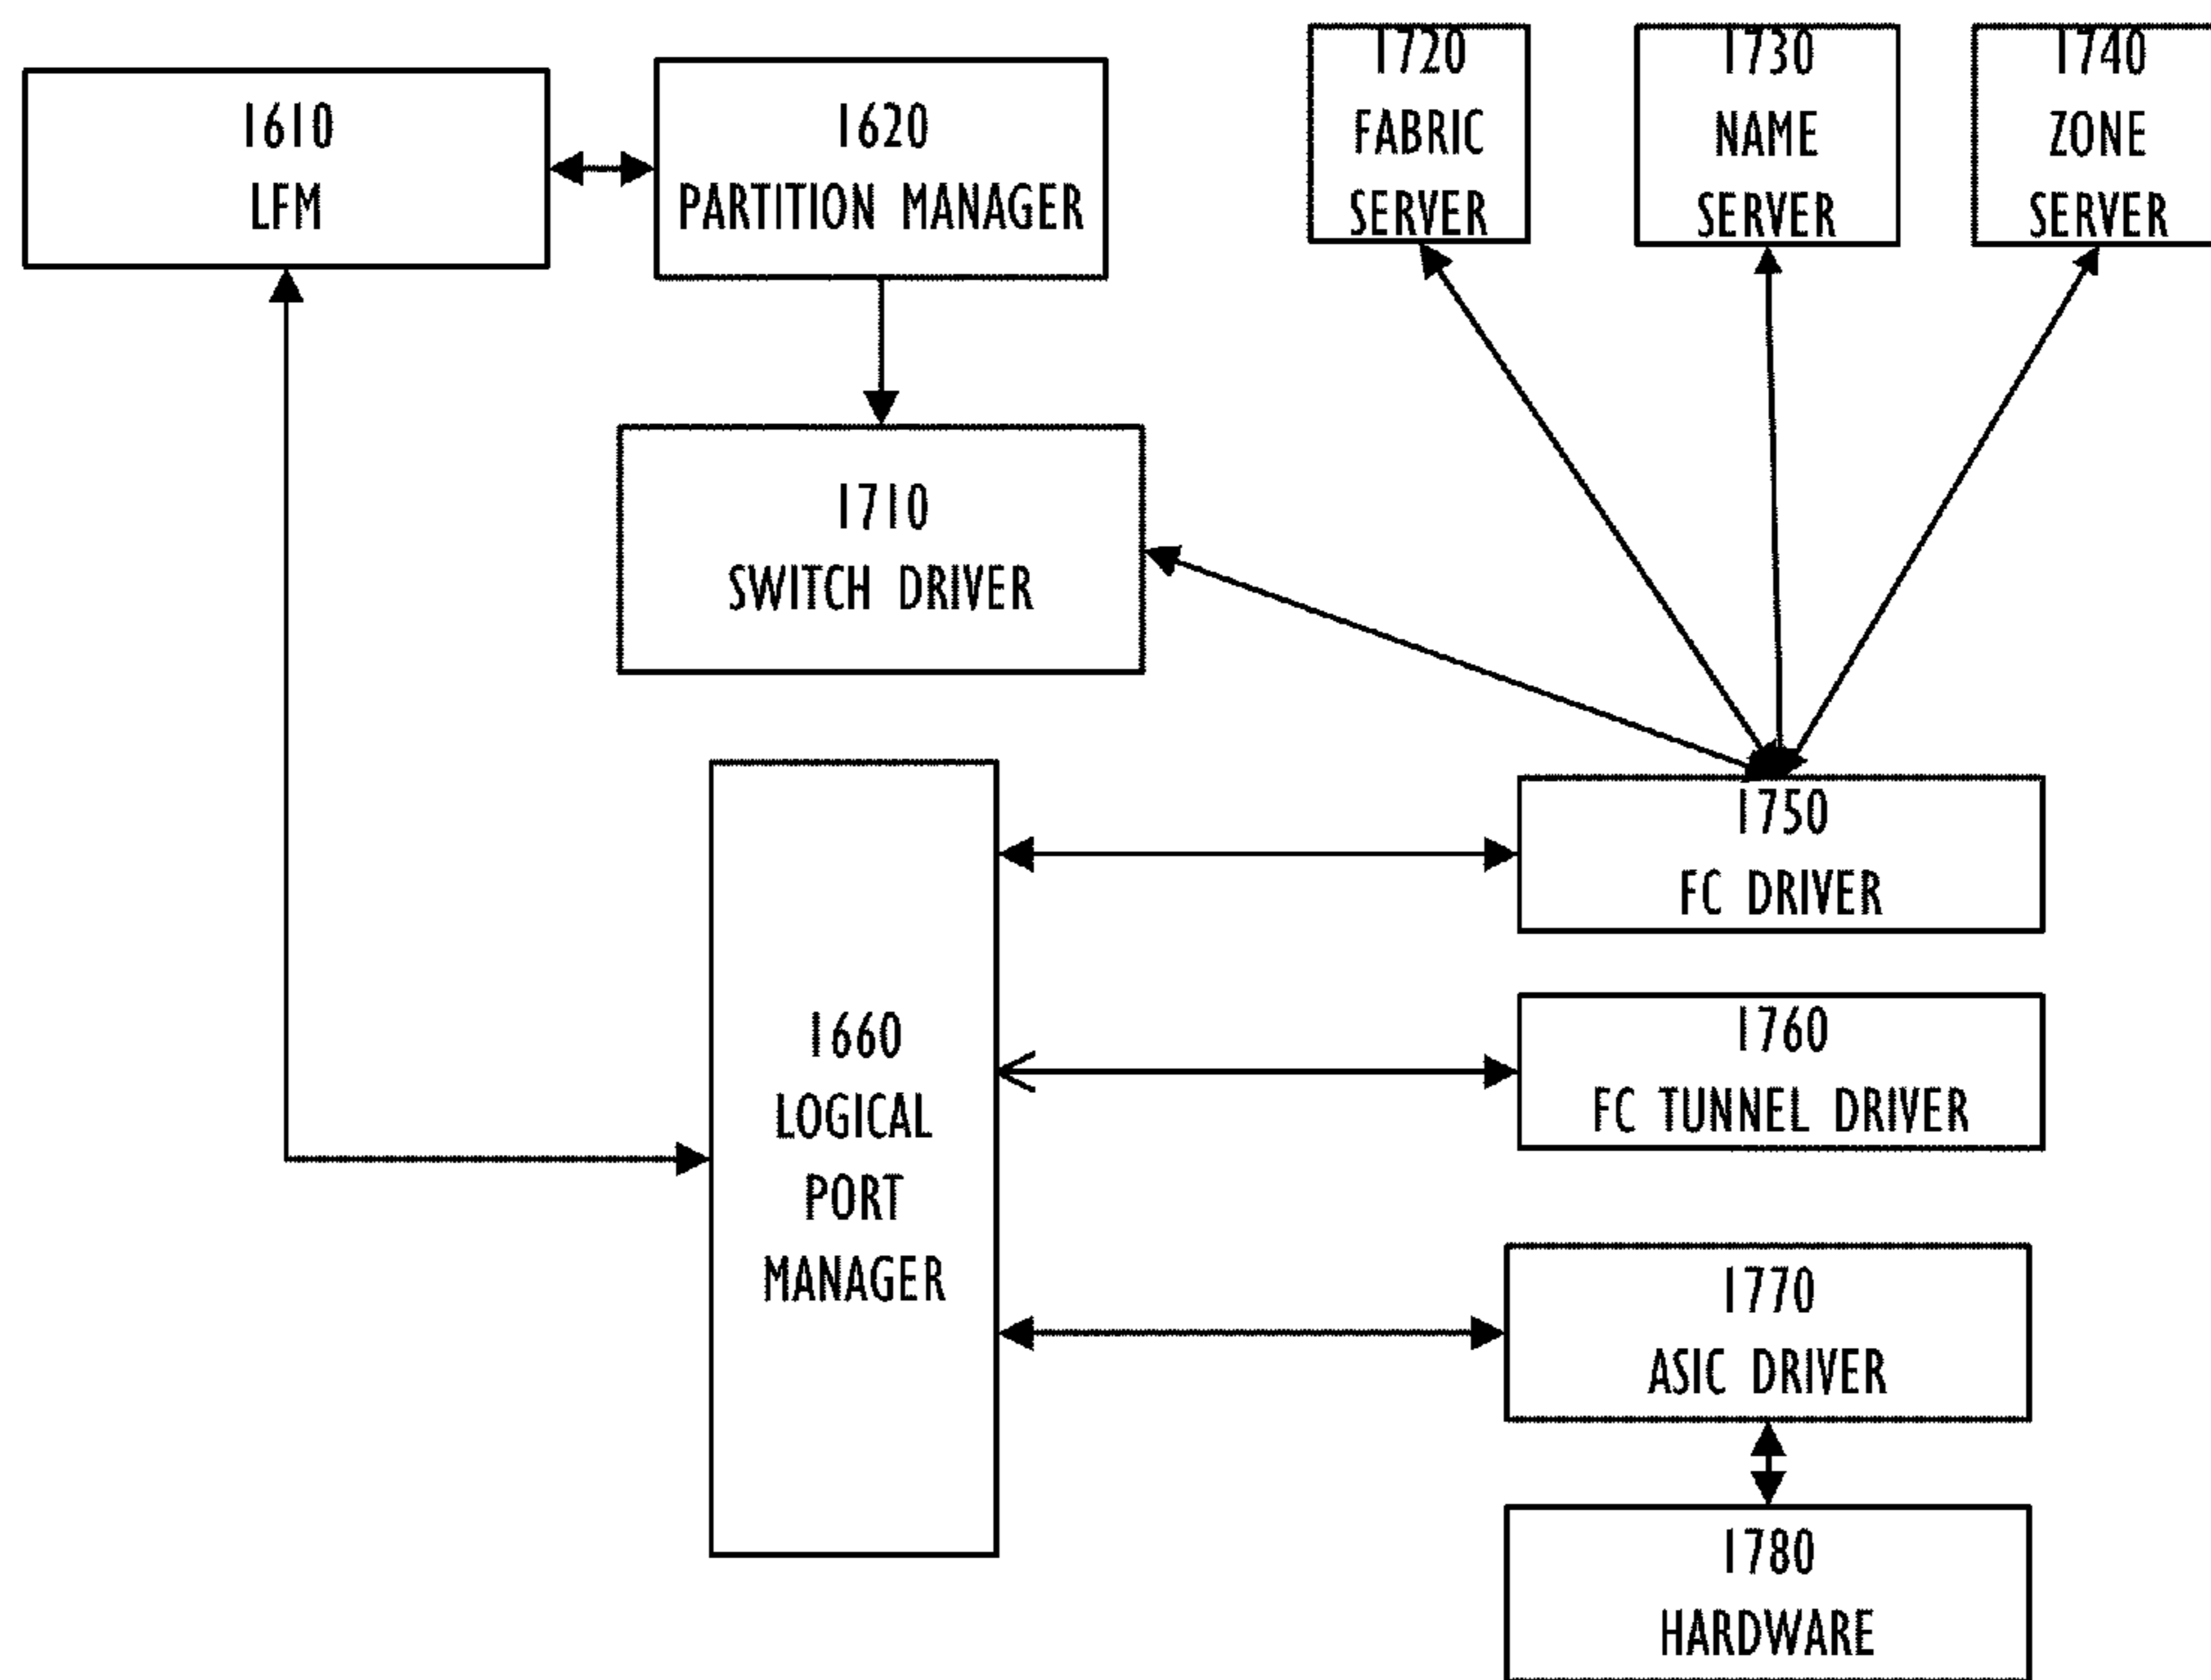 1610
LFM
1620
PARTITION MANAGER
1720
FABRIC
SERVER
1730
NAME
SERVER
1740
ZONE
SERVER
1710
SWITCH DRIVER
1750
FC DRIVER
1660
LOGICAL
PORT
MANAGER
1760
FC TUNNEL DRIVER
1770
ASIC DRIVER
1780
HARDWARE